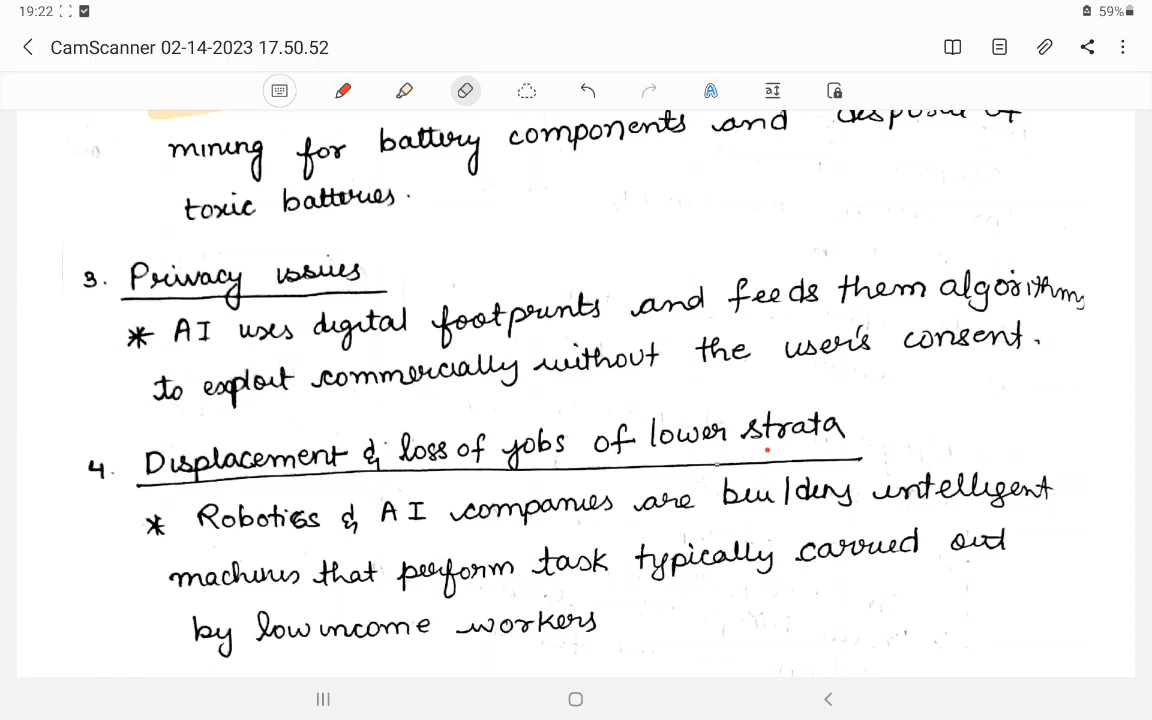 19:22
59%
CamScanner 02-14-2023 17.50.52
mining for battery components and disposal of
toxic batteries.
3. Privacy issues
* AI uses digital footprints and feeds them algorithms
to exploit commercially without the user's consent.
4. Displacement & loss of jobs of lower strata
* Robotics & AI companies are building intelligent
machines that perform task typically carried out
by low income workers